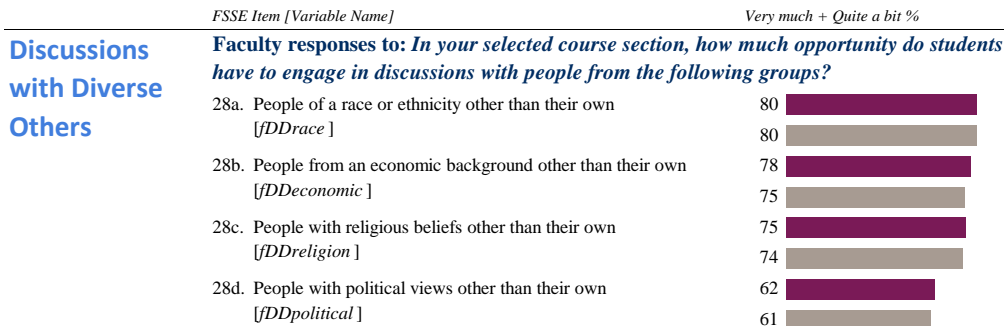 FSSE Item [Variable Name] Very much + Quite a bit %
Discussions
with Diverse
Others
Faculty responses to: In your selected course section, how much opportunity do students
have to engage in discussions with people from the following groups?
28a. People of a race or ethnicity other than their own 80
[fDDrace ] 80
28b. People from an economic background other than their own 78
[fDDeconomic ] 75
28c. People with religious beliefs other than their own 75
[fDDreligion ] 74
28d. People with political views other than their own 62
[fDDpolitical ] 61